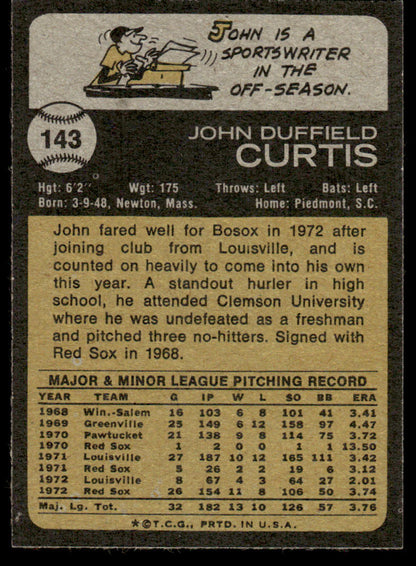 JOHN IS A
SPORTSWRITER
IN THE
OFF-SEASON.
143
JOHN DUFFIELD
CURTIS
Hgt: 6'2" Wgt: 175 Throws: Left Bats: Left
Born: 3-9-48, Newton, Mass. Home: Piedmont, S.C.
John fared well for Bosox in 1972 after
joining club from Louisville, and is
counted on heavily to come into his own
this year. A standout hurler in high
school, he attended Clemson University
where he was undefeated as a freshman
and pitched three no-hitters. Signed with
Red Sox in 1968.
MAJOR & MINOR LEAGUE PITCHING RECORD
YEAR TEAM G IP W L SO BB ERA
1968 Win.-Salem 16 103 6 8 101 41 3.41
1969 Greenville 25 149 6 12 158 97 4.47
1970 Pawtucket 21 138 9 8 114 75 3.72
1970 Red Sox 1 2 0 0 1 1 13.50
1971 Louisville 27 187 10 12 165 111 3.42
1971 Red Sox 5 26 2 2 19 6 3.12
1972 Louisville 8 67 4 3 64 27 2.01
1972 Red Sox 26 154 11 8 106 50 3.74
Maj. Lg. Tot. 32 182 13 10 126 57 3.76
*©T.C.G., PRTD. IN U.S.A.